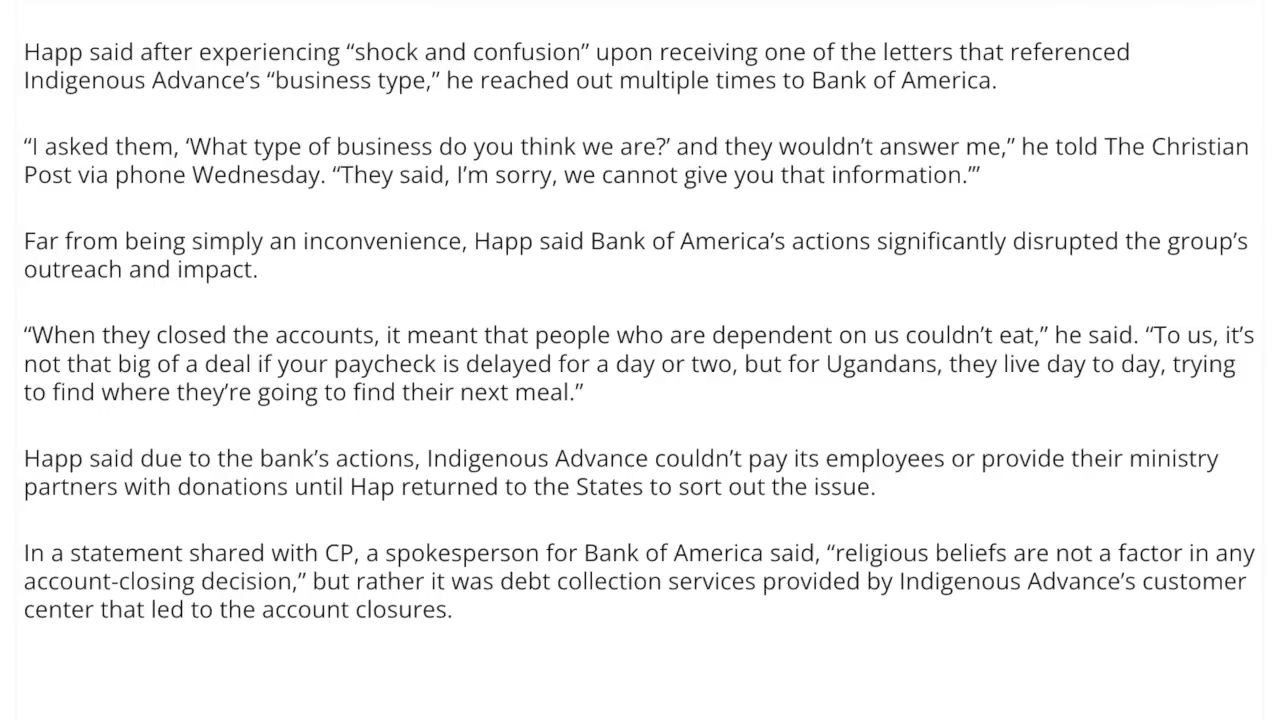 Happ said after experiencing “shock and confusion” upon receiving one of the letters that referenced
Indigenous Advance’s “business type,” he reached out multiple times to Bank of America.
“I asked them, ‘What type of business do you think we are?’ and they wouldn’t answer me,” he told The Christian
Post via phone Wednesday. “They said, I’m sorry, we cannot give you that information.’”
Far from being simply an inconvenience, Happ said Bank of America’s actions significantly disrupted the group’s
outreach and impact.
“When they closed the accounts, it meant that people who are dependent on us couldn’t eat,” he said. “To us, it’s
not that big of a deal if your paycheck is delayed for a day or two, but for Ugandans, they live day to day, trying
to find where they’re going to find their next meal.”
Happ said due to the bank’s actions, Indigenous Advance couldn’t pay its employees or provide their ministry
partners with donations until Hap returned to the States to sort out the issue.
In a statement shared with CP, a spokesperson for Bank of America said, “religious beliefs are not a factor in any
account-closing decision,” but rather it was debt collection services provided by Indigenous Advance’s customer
center that led to the account closures.